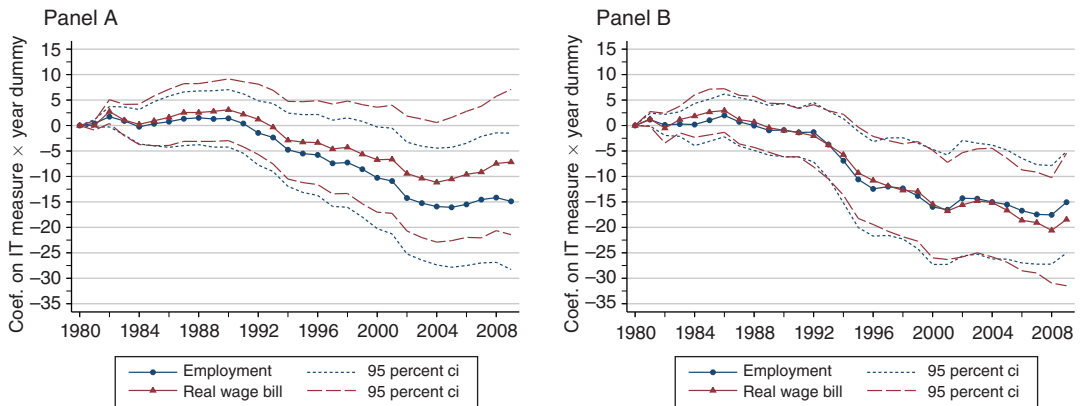 Panel A
Coef. on IT measure × year dummy
15
10
5
0
−5
−10
−15
−20
−25
−30
−35
1980 1984 1988 1992 1996 2000 2004 2008
Employment 95 percent ci
Real wage bill 95 percent ci
Panel B
Coef. on IT measure × year dummy
15
10
5
0
−5
−10
−15
−20
−25
−30
−35
1980 1984 1988 1992 1996 2000 2004 2008
Employment 95 percent ci
Real wage bill 95 percent ci